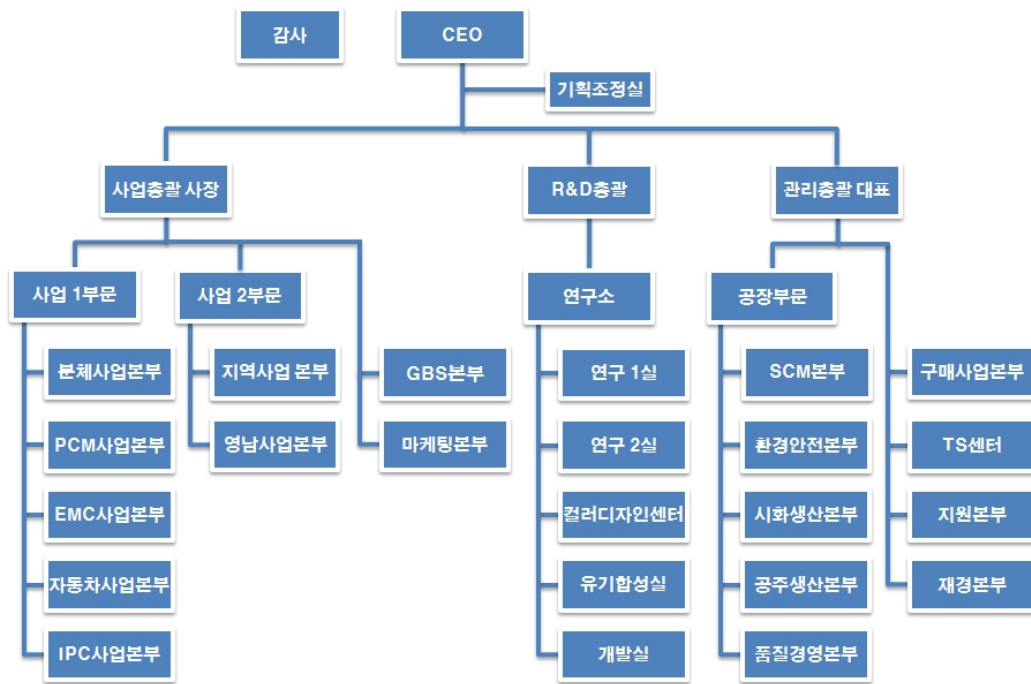 감사
CEO
기획조정실
사업총괄 사장
R&D총괄
관리총괄 대표
사업 1부문
사업 2부문
연구소
공장부문
분체사업본부
지역사업 본부
GBS본부
연구 1실
SCM본부
구매사업본부
PCM사업본부
영남사업본부
마케팅본부
연구 2실
환경안전본부
TS센터
EMC사업본부
컬러디자인센터
시화생산본부
지원본부
자동차사업본부
유기합성실
공주생산본부
재경본부
IPC사업본부
개발실
품질경영본부